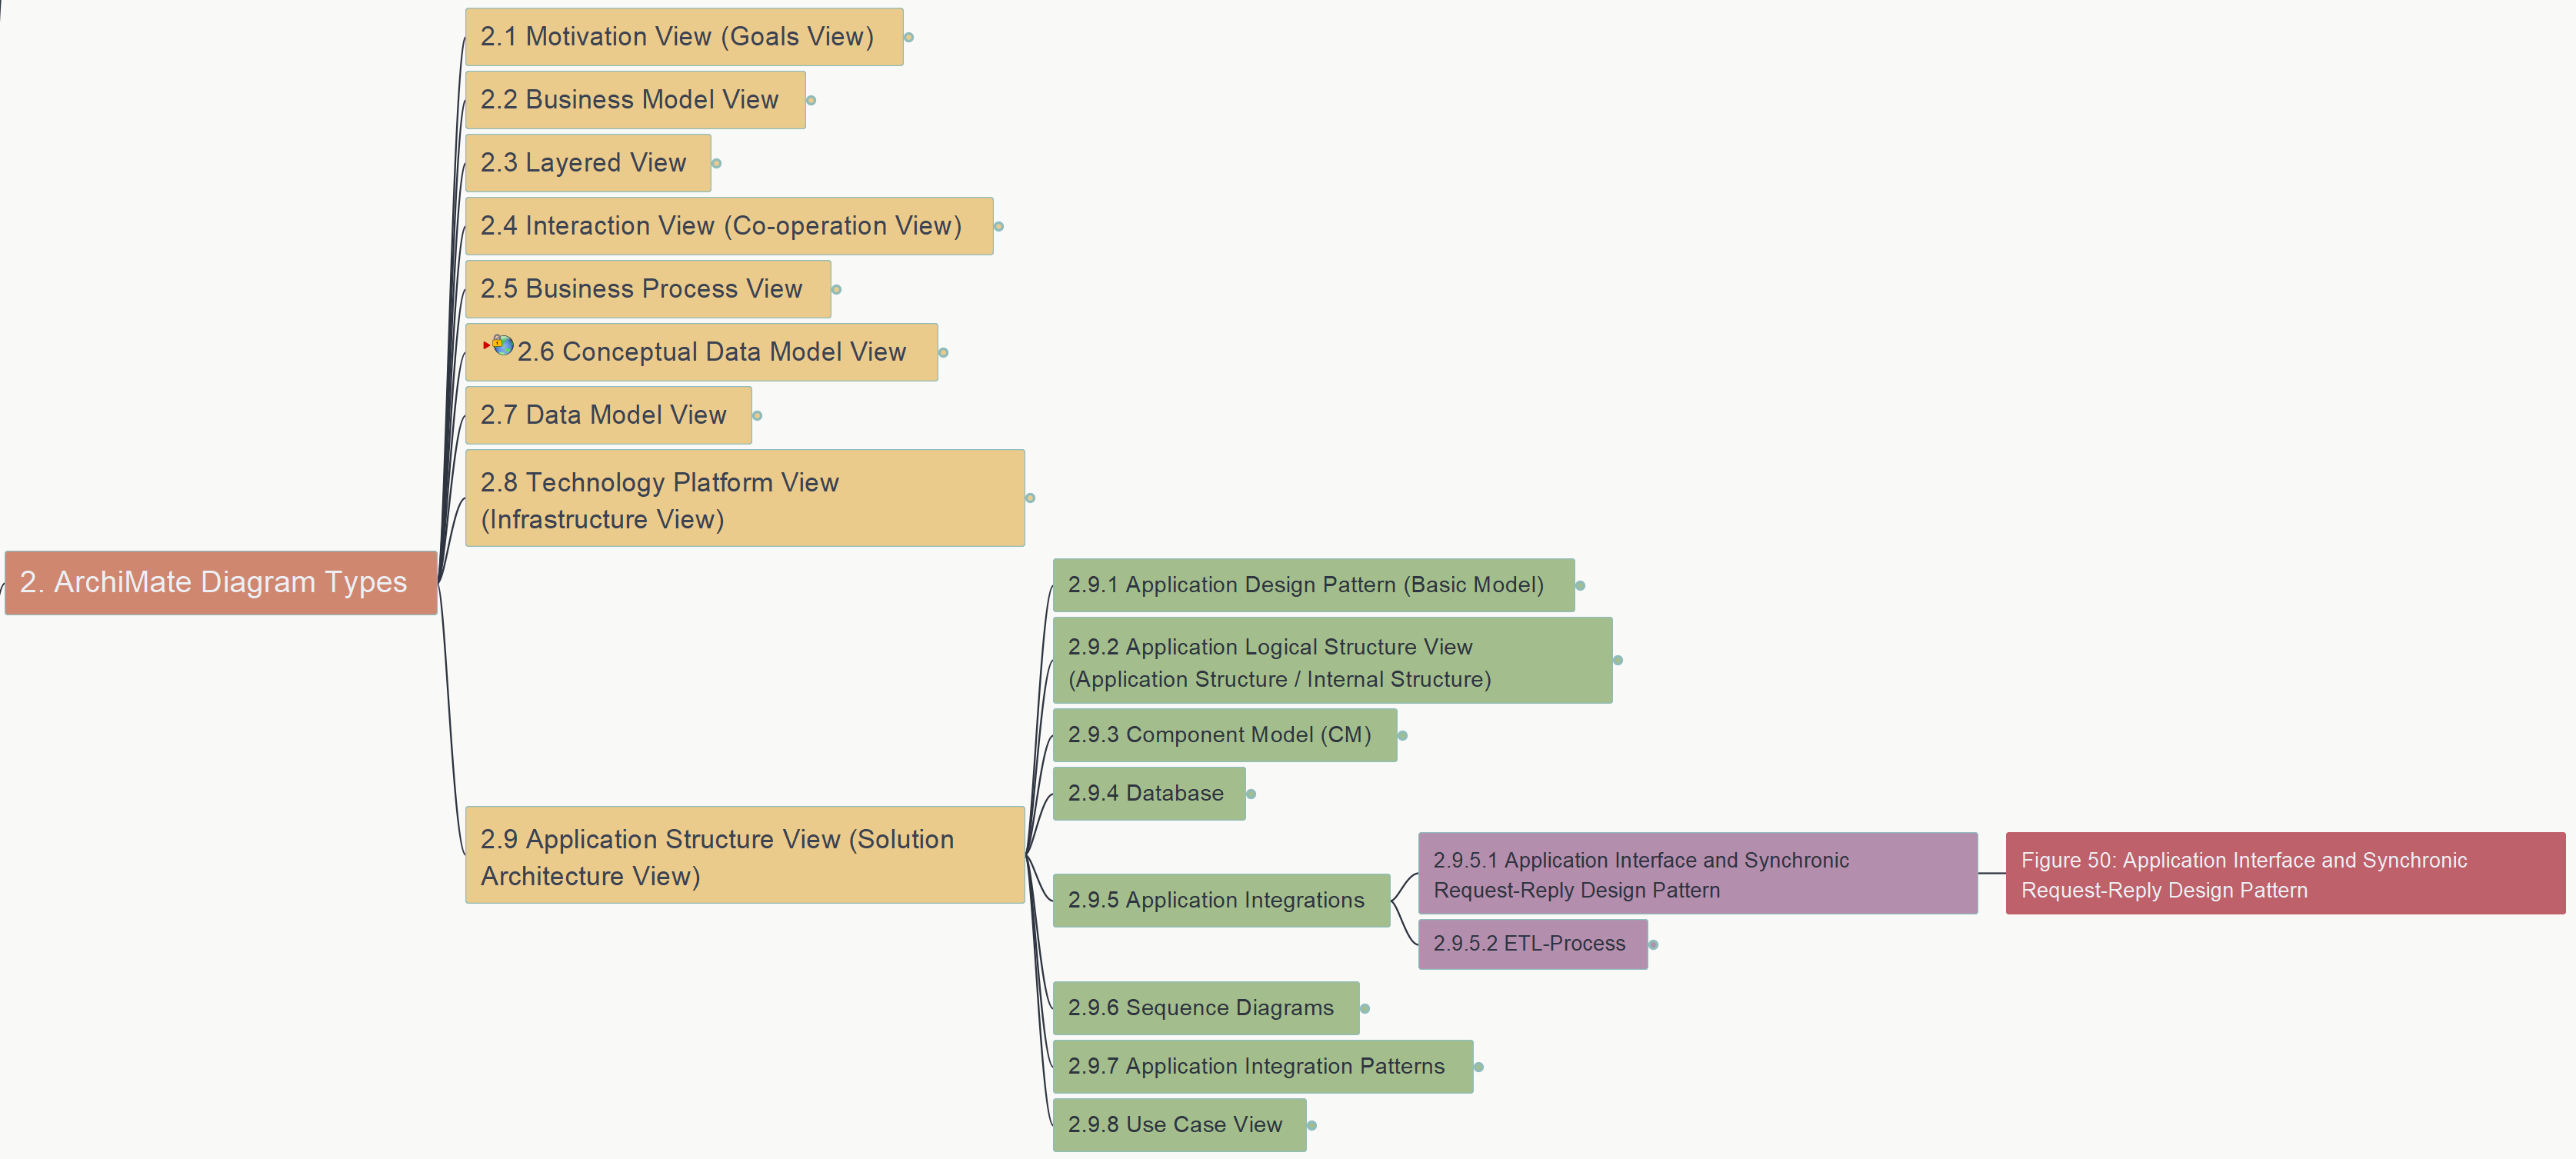 2.1 Motivation View (Goals View)
2.2 Business Model View
2.3 Layered View
2.4 Interaction View (Co-operation View)
2.5 Business Process View
2.6 Conceptual Data Model View
2.7 Data Model View
2.8 Technology Platform View
(Infrastructure View)
2. ArchiMate Diagram Types
2.9 Application Structure View (Solution
Architecture View)
2.9.1 Application Design Pattern (Basic Model)
2.9.2 Application Logical Structure View
(Application Structure / Internal Structure)
2.9.3 Component Model (CM)
2.9.4 Database
2.9.5 Application Integrations
2.9.5.1 Application Interface and Synchronic
Request-Reply Design Pattern
Figure 50: Application Interface and Synchronic
Request-Reply Design Pattern
2.9.5.2 ETL-Process
2.9.6 Sequence Diagrams
2.9.7 Application Integration Patterns
2.9.8 Use Case View